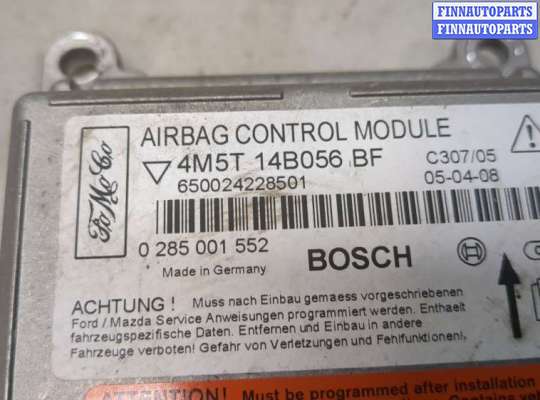 FINNAUTOPARTS
FINNAUTOPARTS
FoMoCo
AIRBAG CONTROL MODULE
4M5T 14B056 BF
C307/05
650024228501
05-04-08
0 285 001 552
BOSCH
Made in Germany
ACHTUNG ! Muss nach Einbau gemaess vorgeschriebenen
Ford / Mazda Service Anweisungen programmiert werden. Enthaelt
fahrzeugspezifische Daten. Entfernen und Einbau in andere
Fahrzeuge verboten! Gefahr von Verletzungen und Fehlfunktionen!
ATTENTION! Must be programmed after installation